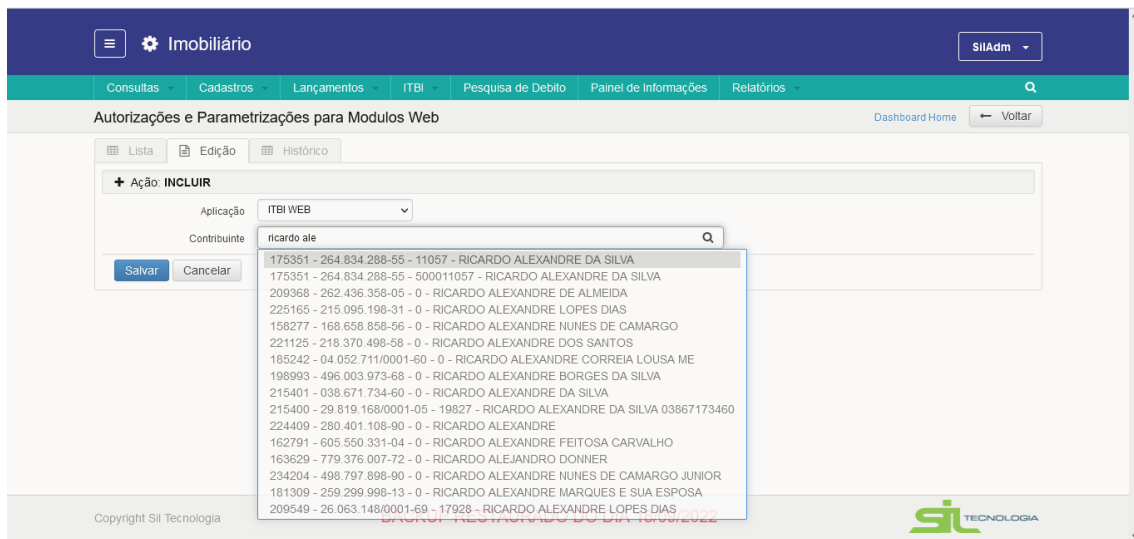 Imobiliário
SilAdm
Consultas Cadastros Lançamentos ITBI Pesquisa de Debito Painel de Informações Relatórios
Autorizações e Parametrizações para Modulos Web
Dashboard Home
Voltar
Lista Edição Histórico
Ação: INCLUIR
Aplicação ITBI WEB
Contribuinte ricardo ale
Salvar Cancelar
175351 - 264.834.288-55 - 11057 - RICARDO ALEXANDRE DA SILVA
175351 - 264.834.288-55 - 500011057 - RICARDO ALEXANDRE DA SILVA
209368 - 262.436.358-05 - 0 - RICARDO ALEXANDRE DE ALMEIDA
225165 - 215.095.198-31 - 0 - RICARDO ALEXANDRE LOPES DIAS
158277 - 168.658.858-56 - 0 - RICARDO ALEXANDRE NUNES DE CAMARGO
221125 - 218.370.498-58 - 0 - RICARDO ALEXANDRE DOS SANTOS
185242 - 04.052.711/0001-60 - 0 - RICARDO ALEXANDRE CORREIA LOUSA ME
198993 - 496.003.973-68 - 0 - RICARDO ALEXANDRE BORGES DA SILVA
215401 - 038.671.734-60 - 0 - RICARDO ALEXANDRE DA SILVA
215400 - 29.819.168/0001-05 - 19827 - RICARDO ALEXANDRE DA SILVA 03867173460
224409 - 280.401.108-90 - 0 - RICARDO ALEXANDRE
162791 - 605.550.331-04 - 0 - RICARDO ALEXANDRE FEITOSA CARVALHO
163629 - 779.376.007-72 - 0 - RICARDO ALEJANDRO DONNER
234204 - 498.797.898-90 - 0 - RICARDO ALEXANDRE NUNES DE CAMARGO JUNIOR
181309 - 259.299.998-13 - 0 - RICARDO ALEXANDRE MARQUES E SUA ESPOSA
209549 - 26.063.148/0001-69 - 17928 - RICARDO ALEXANDRE LOPES DIAS
Copyright Sil Tecnologia
BACKUP RESTAURADO DO DIA
SIL TECNOLOGIA